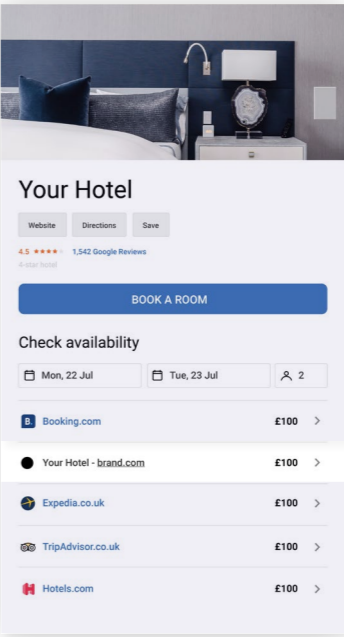 Your Hotel
Website Directions Save
4.5 1,542 Google Reviews
4-star hotel
BOOK A ROOM
Check availability
Mon, 22 Jul Tue, 23 Jul 2
B. Booking.com £100
Your Hotel - brand.com £100
Expedia.co.uk £100
TripAdvisor.co.uk £100
H Hotels.com £100